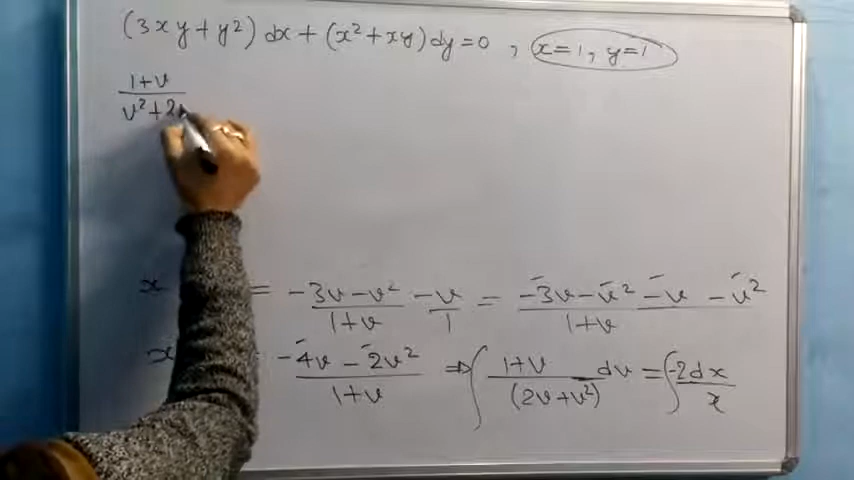 (3xy+y²) dx + (x²+xy) dy = 0 , x=1, y=1
1+v
v²+2
x = -3v-v² / 1+v - v / 1 = -3v-v²-v-v² / 1+v
x -4v-2v² / 1+v ⇒ ∫ 1+v / (2v+v²) dv = ∫ -2dx / x